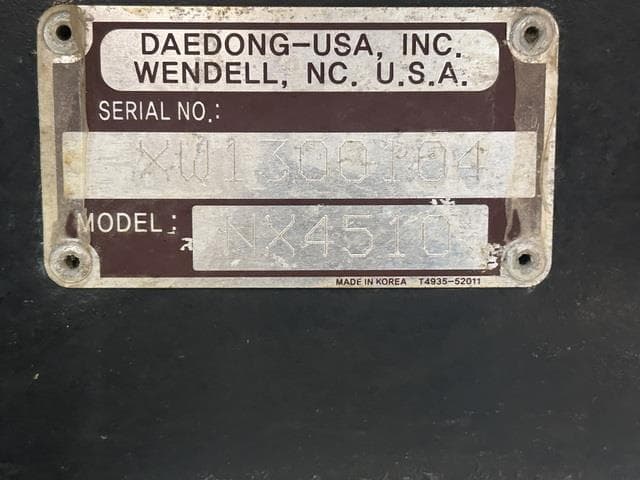 DAEDONG-USA, INC.
WENDELL, NC. U.S.A.
SERIAL NO.:
XW1300104
MODEL:
NX4510
MADE IN KOREA T4935-52011